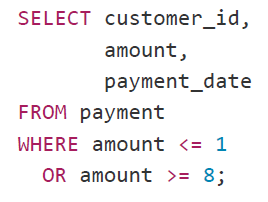 SELECT customer_id,
       amount,
       payment_date
FROM payment
WHERE amount <= 1
  OR amount >= 8;